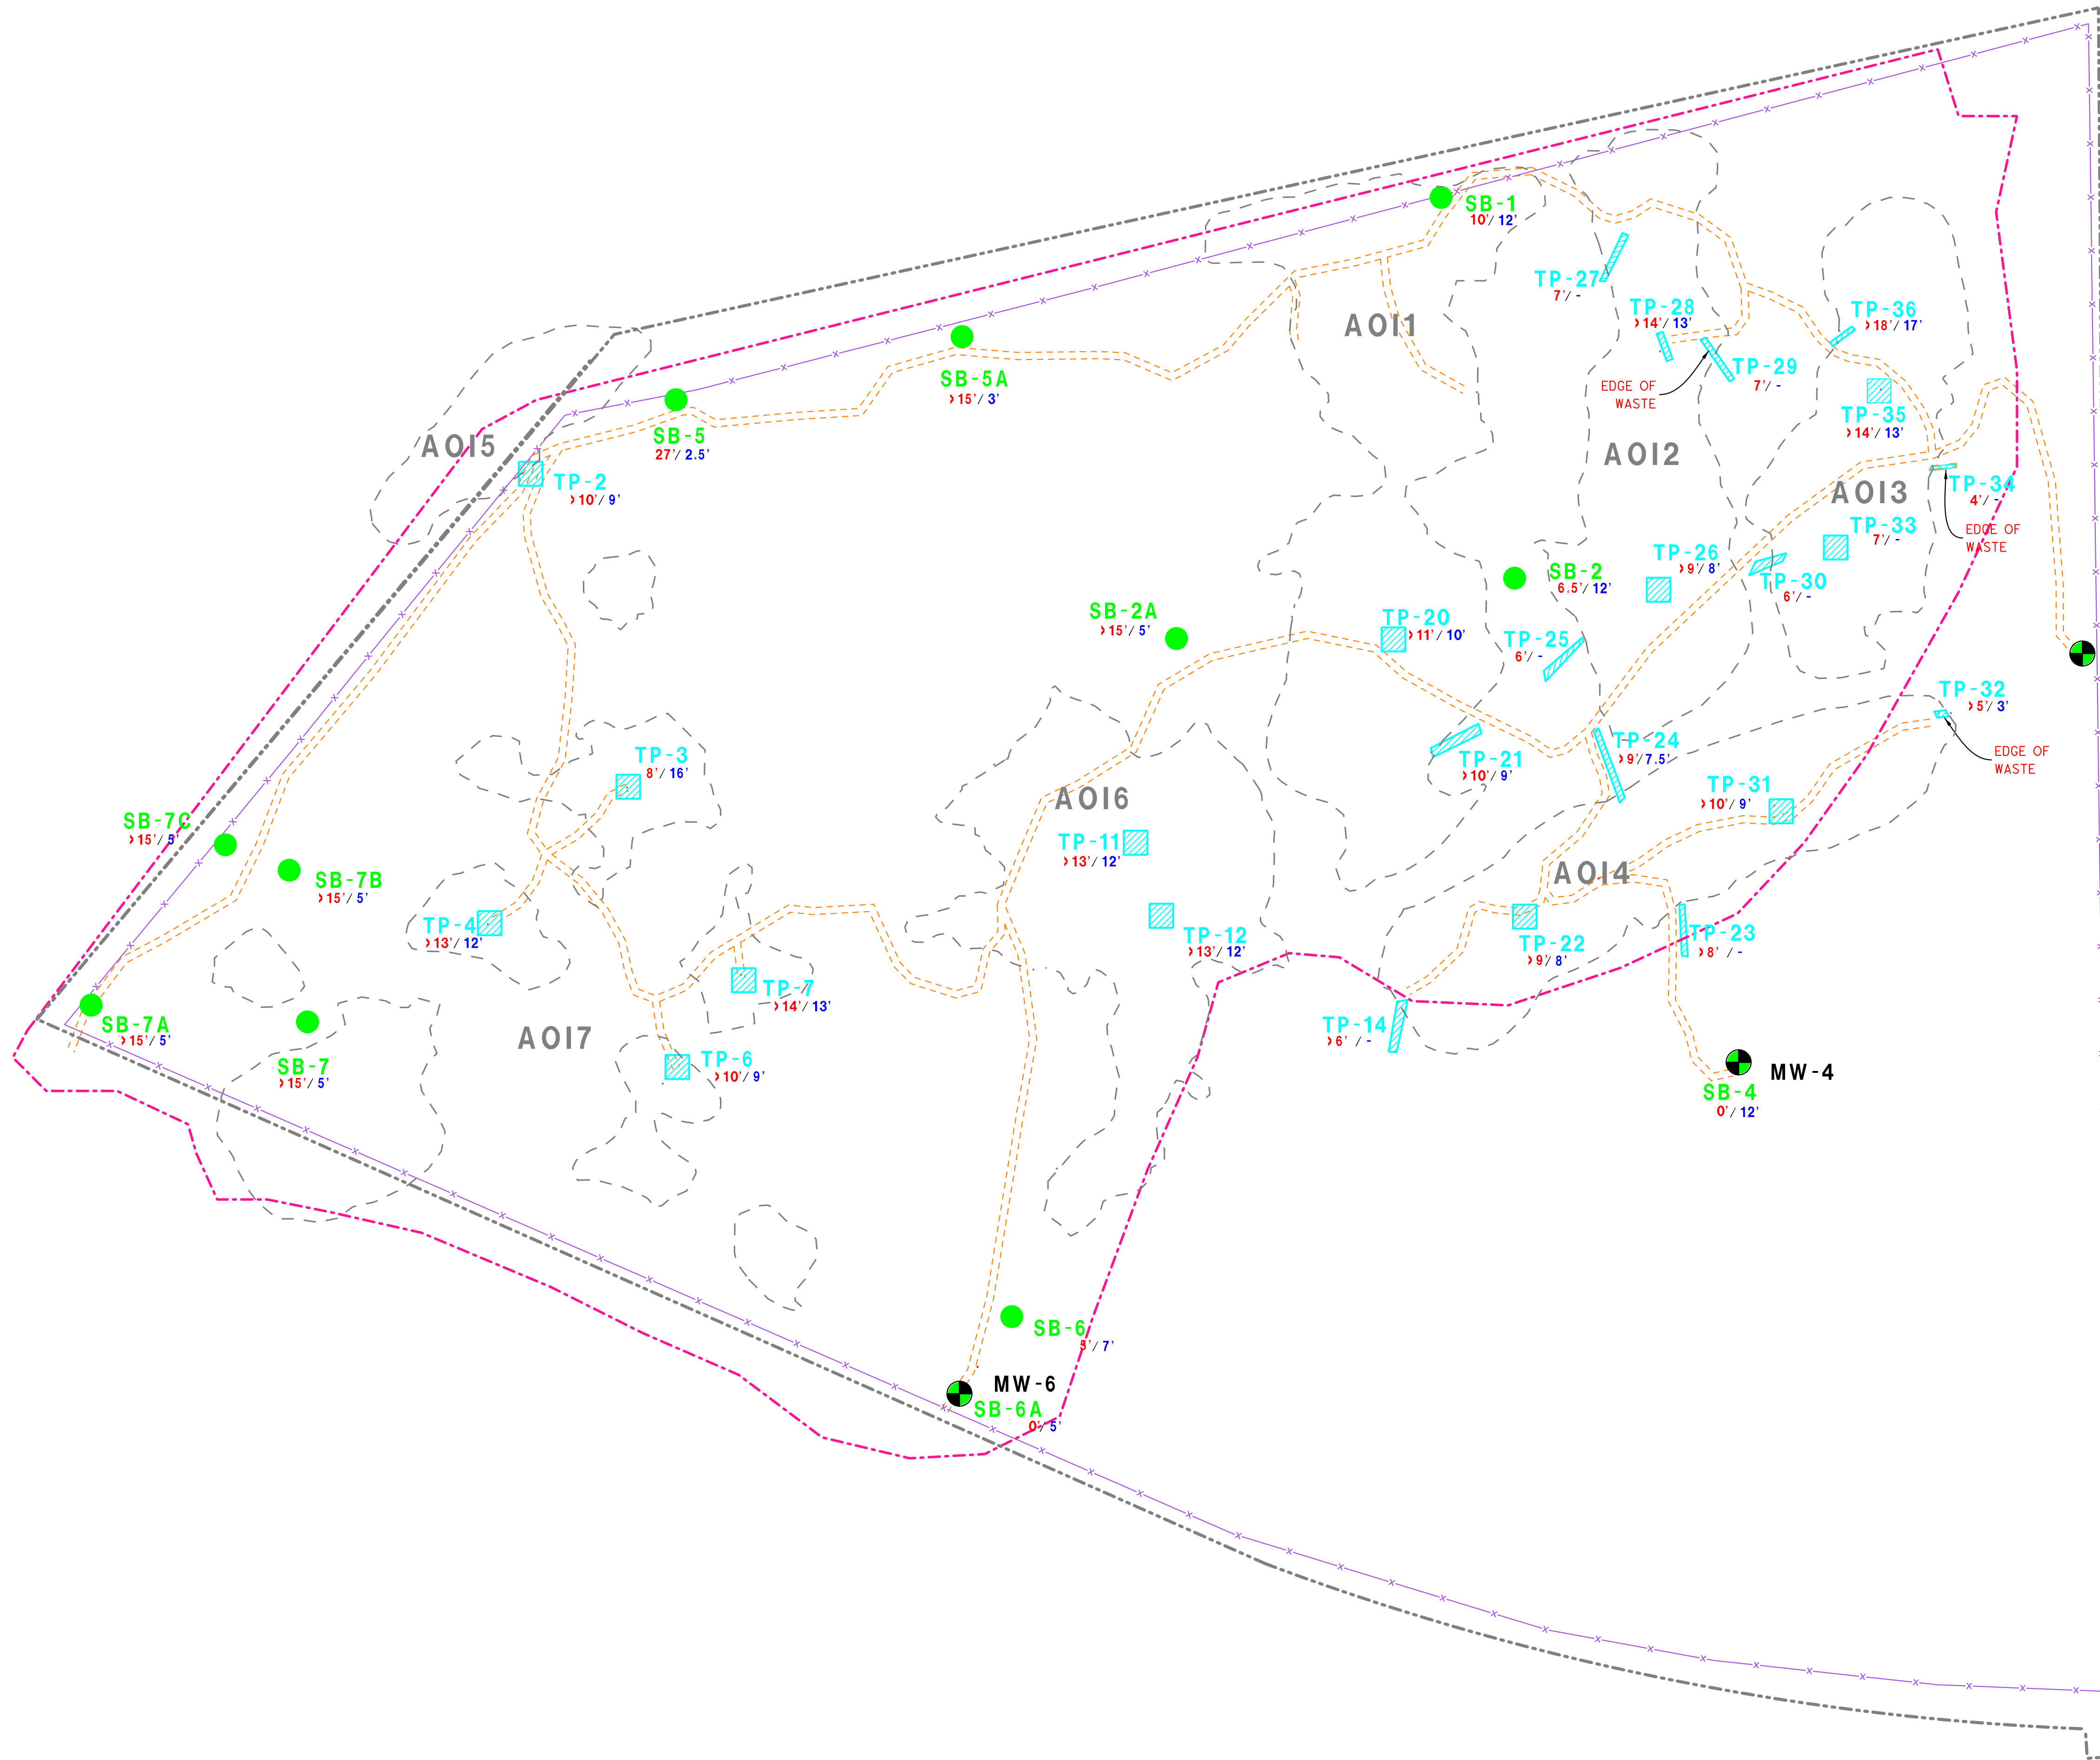 SB-1
10'/ 12'
TP-27
7'/ -
TP-28
>14'/ 13'
TP-36
>18'/ 17'
AOI1
TP-29
7'/ -
EDGE OF
WASTE
SB-5A
>15'/ 3'
TP-35
>14'/ 13'
SB-5
27'/ 2.5'
AOI5
AOI2
TP-2
>10'/ 9'
AOI3
TP-34
4'/ -
EDGE OF
WASTE
TP-33
7'/ -
TP-26
>9'/ 8'
TP-30
6'/ -
SB-2
6.5'/ 12'
SB-2A
>15'/ 5'
TP-20
>11'/ 10'
TP-25
6'/ -
TP-32
>5'/ 3'
EDGE OF
WASTE
TP-24
>9'/ 7.5'
TP-21
>10'/ 9'
TP-3
8'/ 16'
TP-31
>10'/ 9'
AOI6
SB-7C
>15'/ 5'
TP-11
>13'/ 12'
AOI4
SB-7B
>15'/ 5'
TP-4
>13'/ 12'
TP-12
>13'/ 12'
TP-22
>9'/ 8'
TP-23
>8' / -
TP-7
>14'/ 13'
SB-7A
>15'/ 5'
TP-14
>6' / -
AOI7
SB-7
>15'/ 5'
TP-6
>10'/ 9'
MW-4
SB-4
0'/ 12'
SB-6
5'/ 7'
MW-6
SB-6A
0'/ 5'